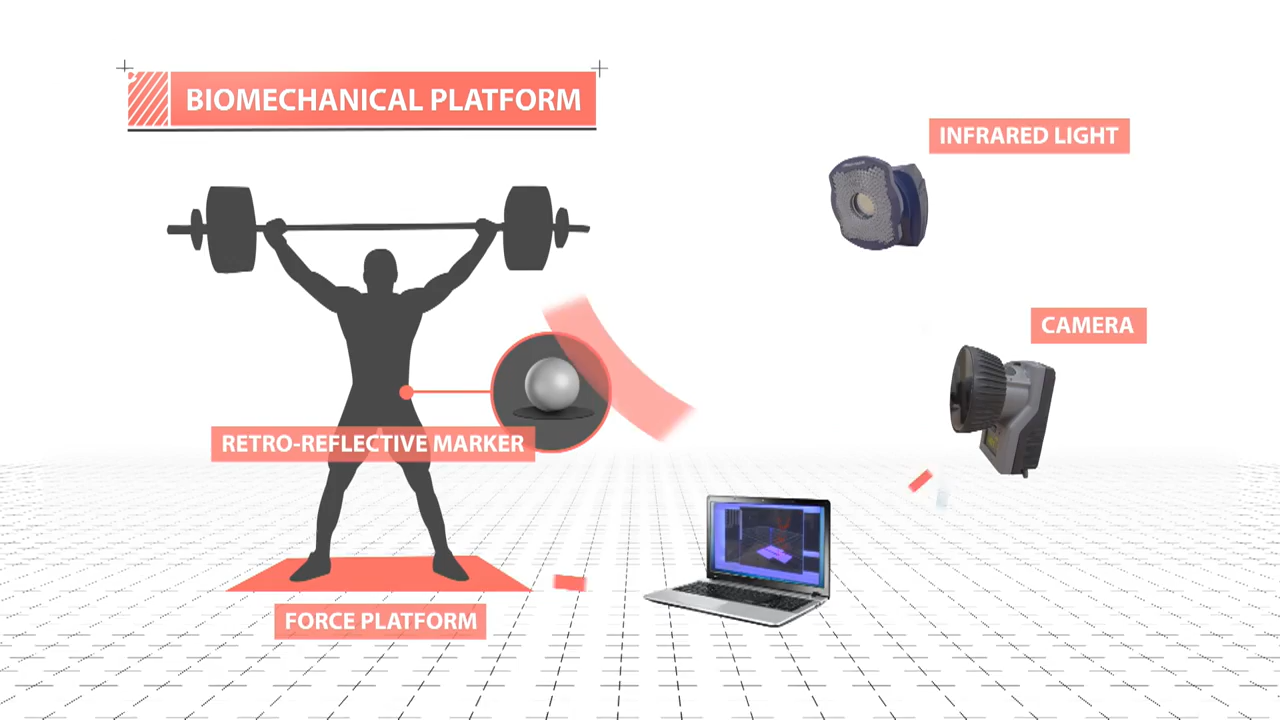 BIOMECHANICAL PLATFORM
INFRARED LIGHT
CAMERA
RETRO-REFLECTIVE MARKER
FORCE PLATFORM